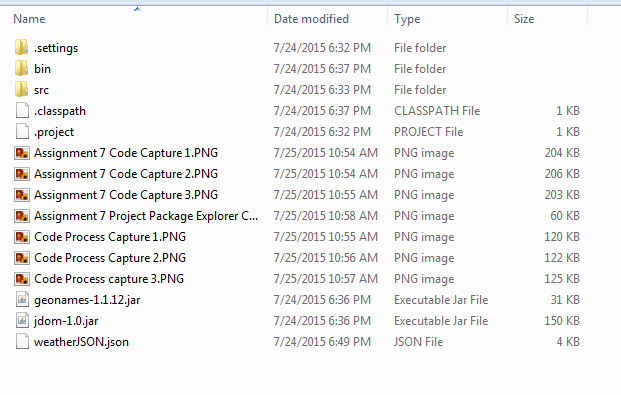 Name Date modified Type Size
.settings 7/24/2015 6:32 PM File folder
bin 7/24/2015 6:37 PM File folder
src 7/24/2015 6:33 PM File folder
.classpath 7/24/2015 6:37 PM CLASSPATH File 1 KB
.project 7/24/2015 6:32 PM PROJECT File 1 KB
Assignment 7 Code Capture 1.PNG 7/25/2015 10:54 AM PNG image 204 KB
Assignment 7 Code Capture 2.PNG 7/25/2015 10:54 AM PNG image 206 KB
Assignment 7 Code Capture 3.PNG 7/25/2015 10:55 AM PNG image 203 KB
Assignment 7 Project Package Explorer C... 7/25/2015 10:58 AM PNG image 60 KB
Code Process Capture 1.PNG 7/25/2015 10:55 AM PNG image 120 KB
Code Process Capture 2.PNG 7/25/2015 10:56 AM PNG image 122 KB
Code Process capture 3.PNG 7/25/2015 10:57 AM PNG image 125 KB
geonames-1.1.12.jar 7/24/2015 6:36 PM Executable Jar File 31 KB
jdom-1.0.jar 7/24/2015 6:36 PM Executable Jar File 150 KB
weatherJSON.json 7/24/2015 6:49 PM JSON File 4 KB